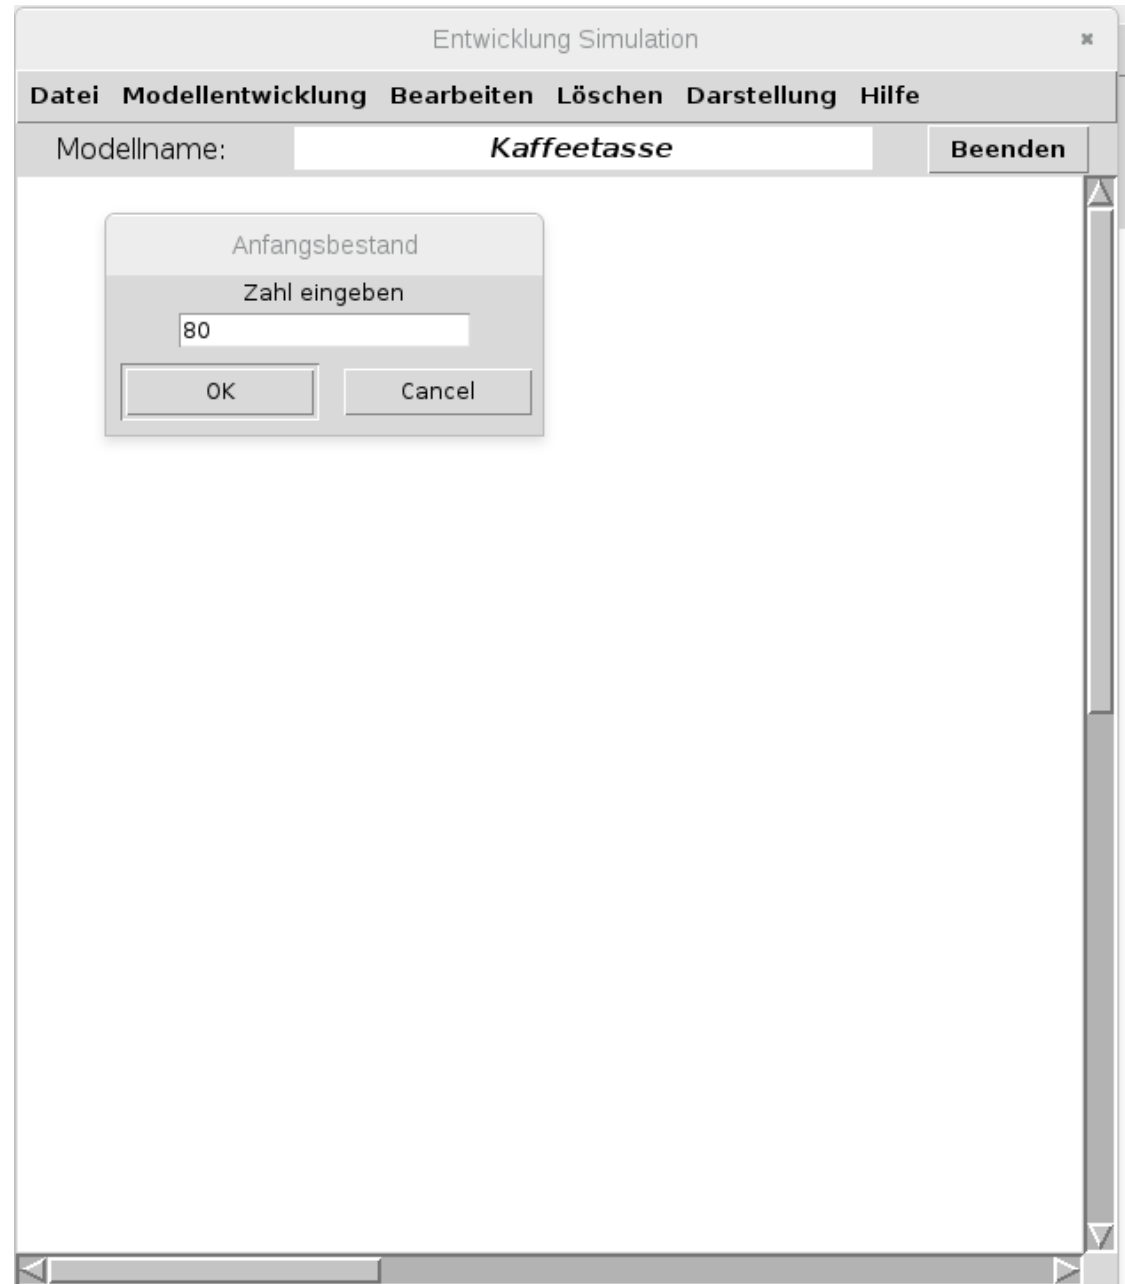 Entwicklung Simulation
Datei Modellentwicklung Bearbeiten Löschen Darstellung Hilfe
Modellname: Kaffeetasse Beenden
Anfangsbestand
Zahl eingeben
80
OK Cancel